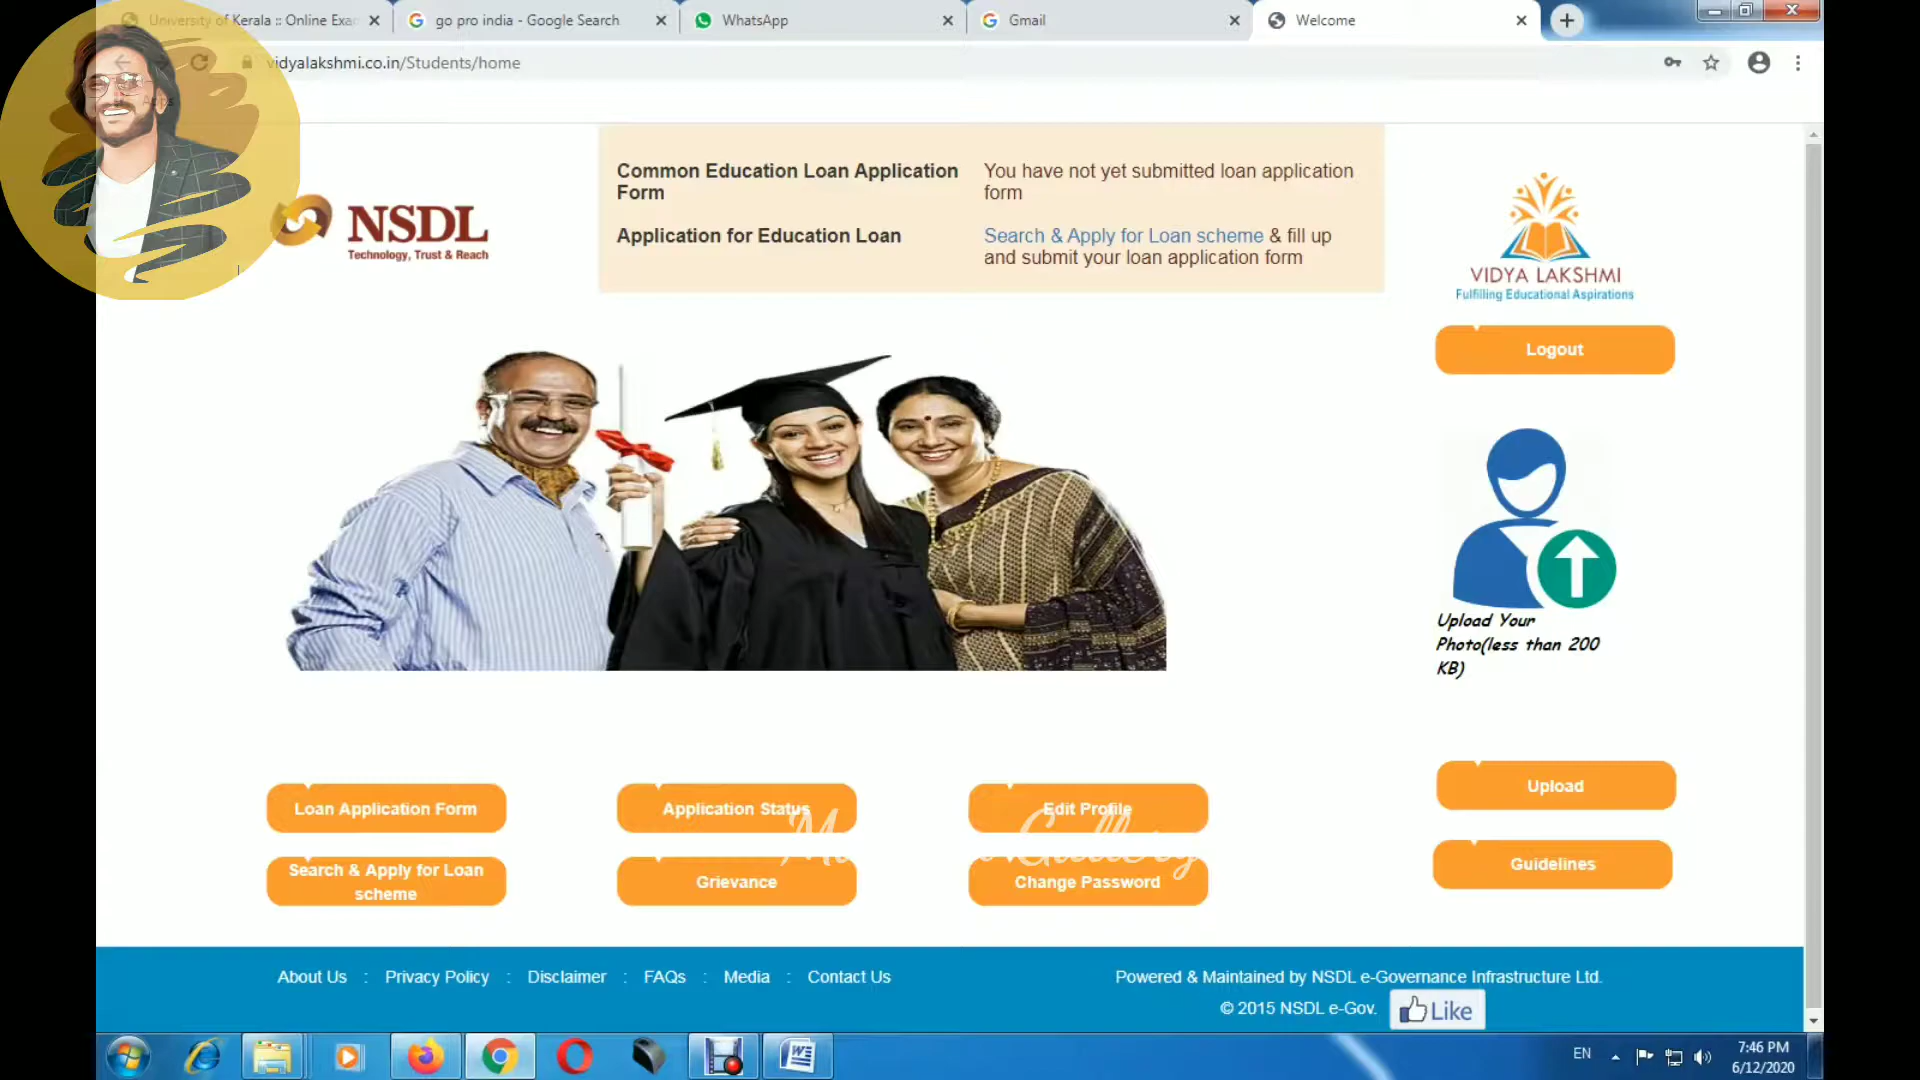 University of Kerala :: Online Exa
go pro india - Google Search
WhatsApp
Gmail
Welcome
vidyalakshmi.co.in/Students/home
Apps
NSDL
Technology, Trust & Reach
Common Education Loan Application
Form
You have not yet submitted loan application
form
Application for Education Loan
Search & Apply for Loan scheme & fill up
and submit your loan application form
VIDYA LAKSHMI
Fulfilling Educational Aspirations
Logout
Upload Your
Photo(less than 200
KB)
Loan Application Form
Application Status
Edit Profile
Upload
Search & Apply for Loan
scheme
Grievance
Change Password
Guidelines
Gallery
About Us : Privacy Policy : Disclaimer : FAQs : Media : Contact Us
Powered & Maintained by NSDL e-Governance Infrastructure Ltd.
© 2015 NSDL e-Gov.
Like
EN
7:46 PM
6/12/2020